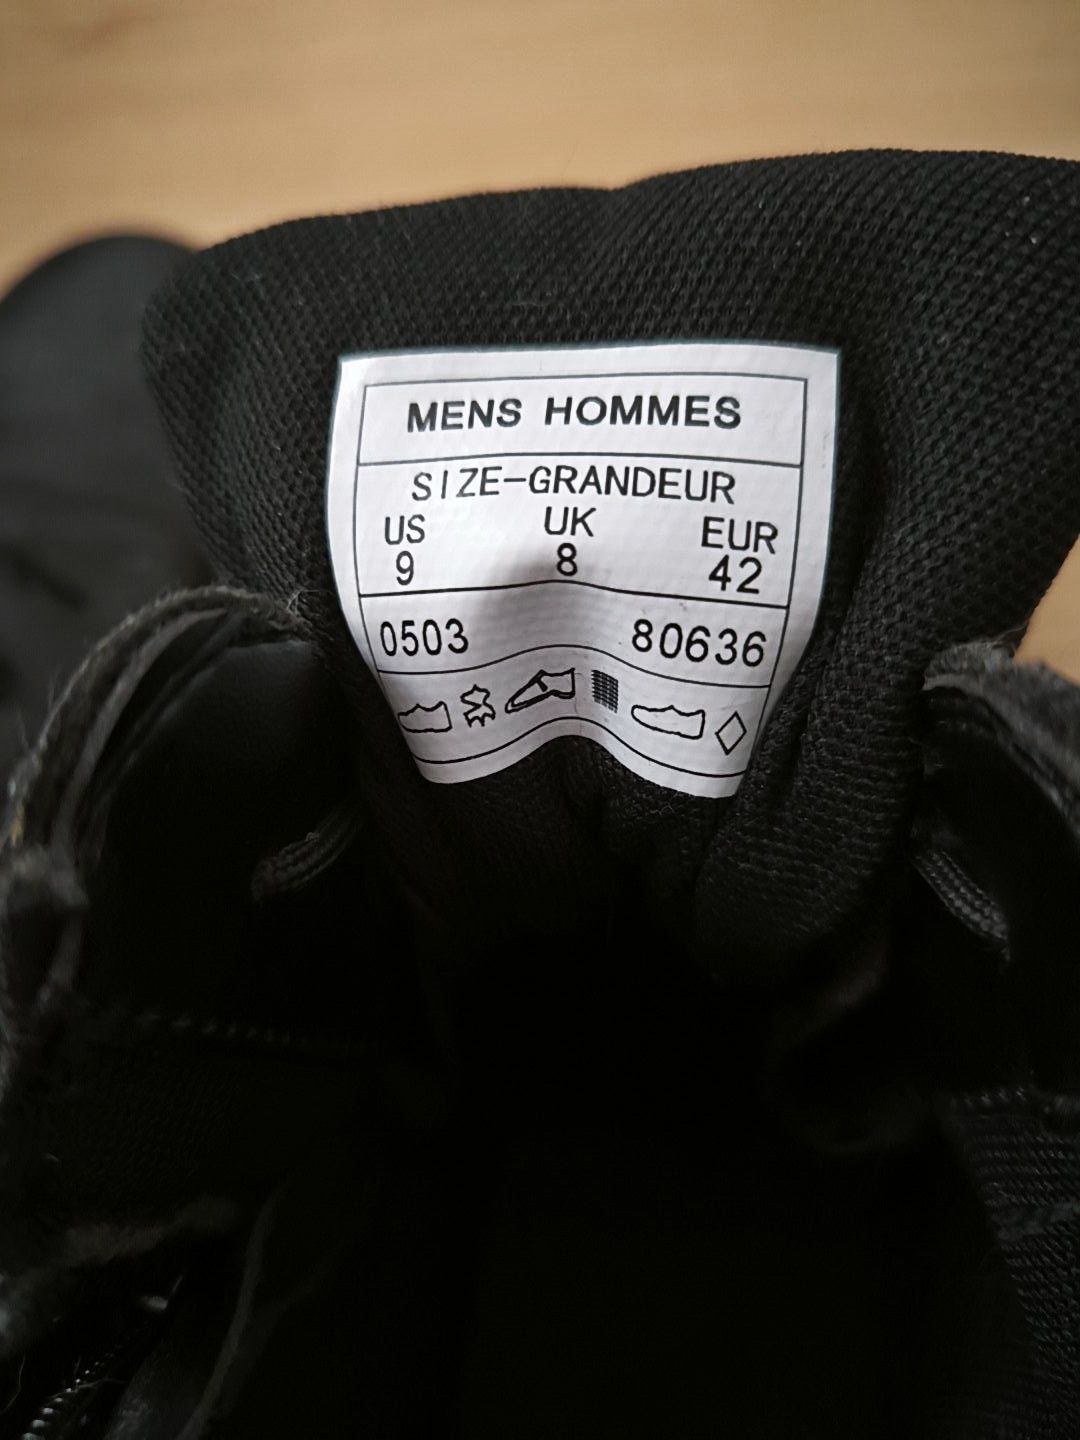 MENS HOMMES
SIZE-GRANDEUR
US UK EUR
9 8 42
0503 80636